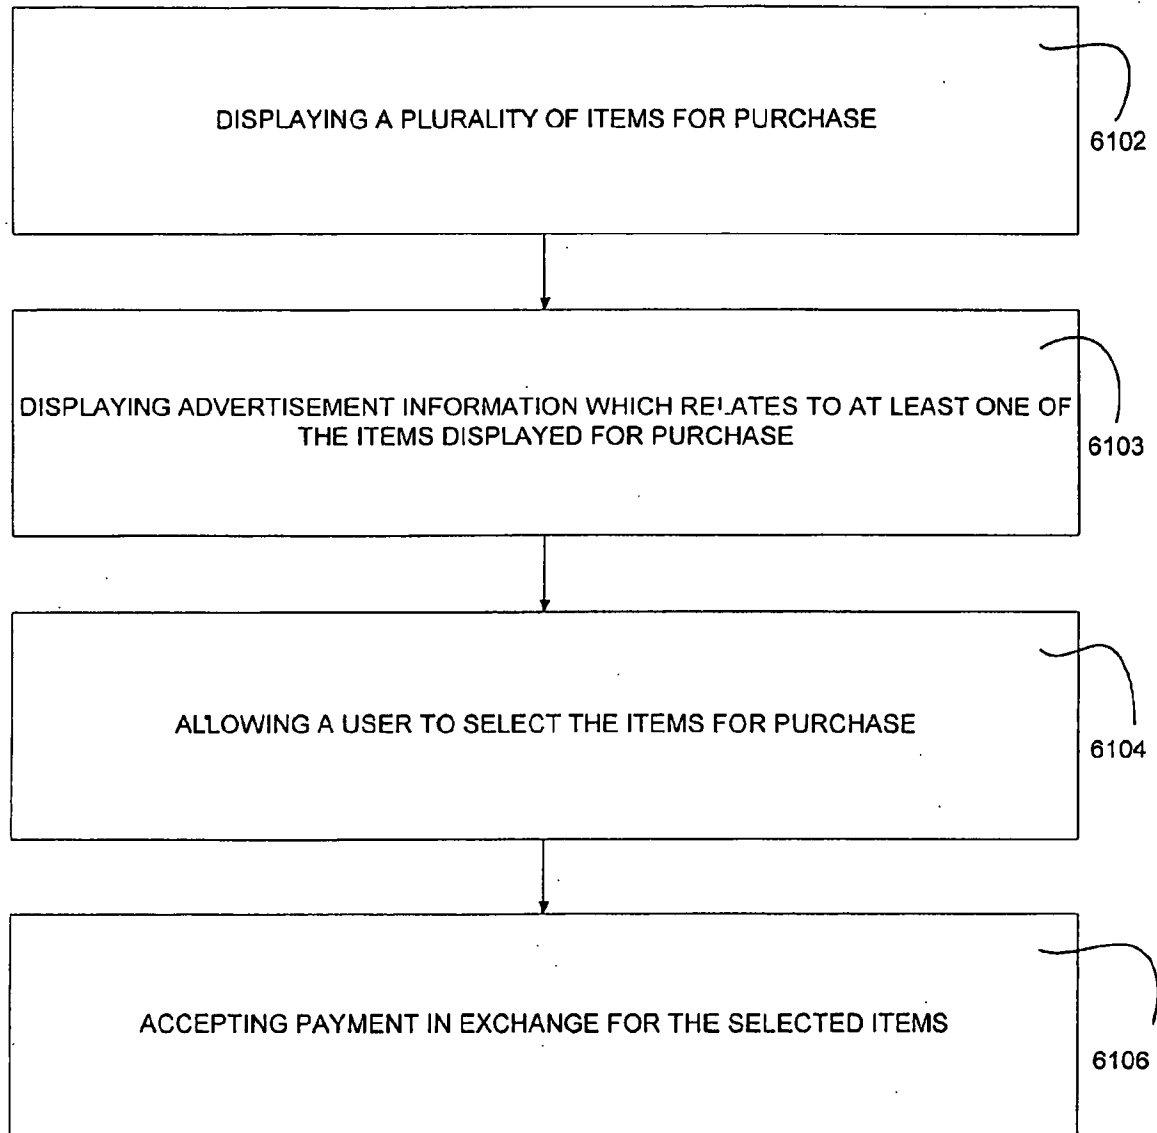 DISPLAYING A PLURALITY OF ITEMS FOR PURCHASE
6102
DISPLAYING ADVERTISEMENT INFORMATION WHICH RELATES TO AT LEAST ONE OF
THE ITEMS DISPLAYED FOR PURCHASE
6103
ALLOWING A USER TO SELECT THE ITEMS FOR PURCHASE
6104
ACCEPTING PAYMENT IN EXCHANGE FOR THE SELECTED ITEMS
6106